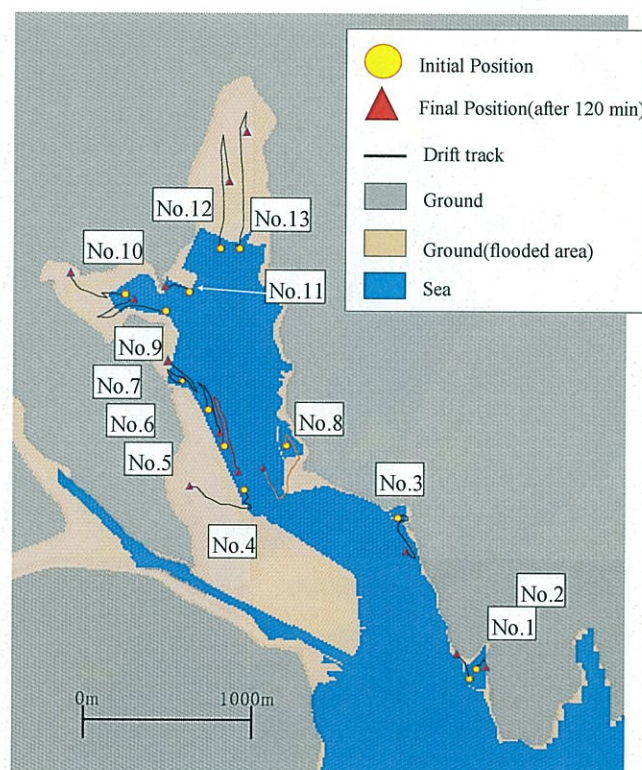 Initial Position
Final Position(after 120 min)
Drift track
Ground
Ground(flooded area)
Sea
No.12
No.13
No.10
No.11
No.9
No.7
No.6
No.8
No.5
No.3
No.4
No.2
No.1
0m
1000m